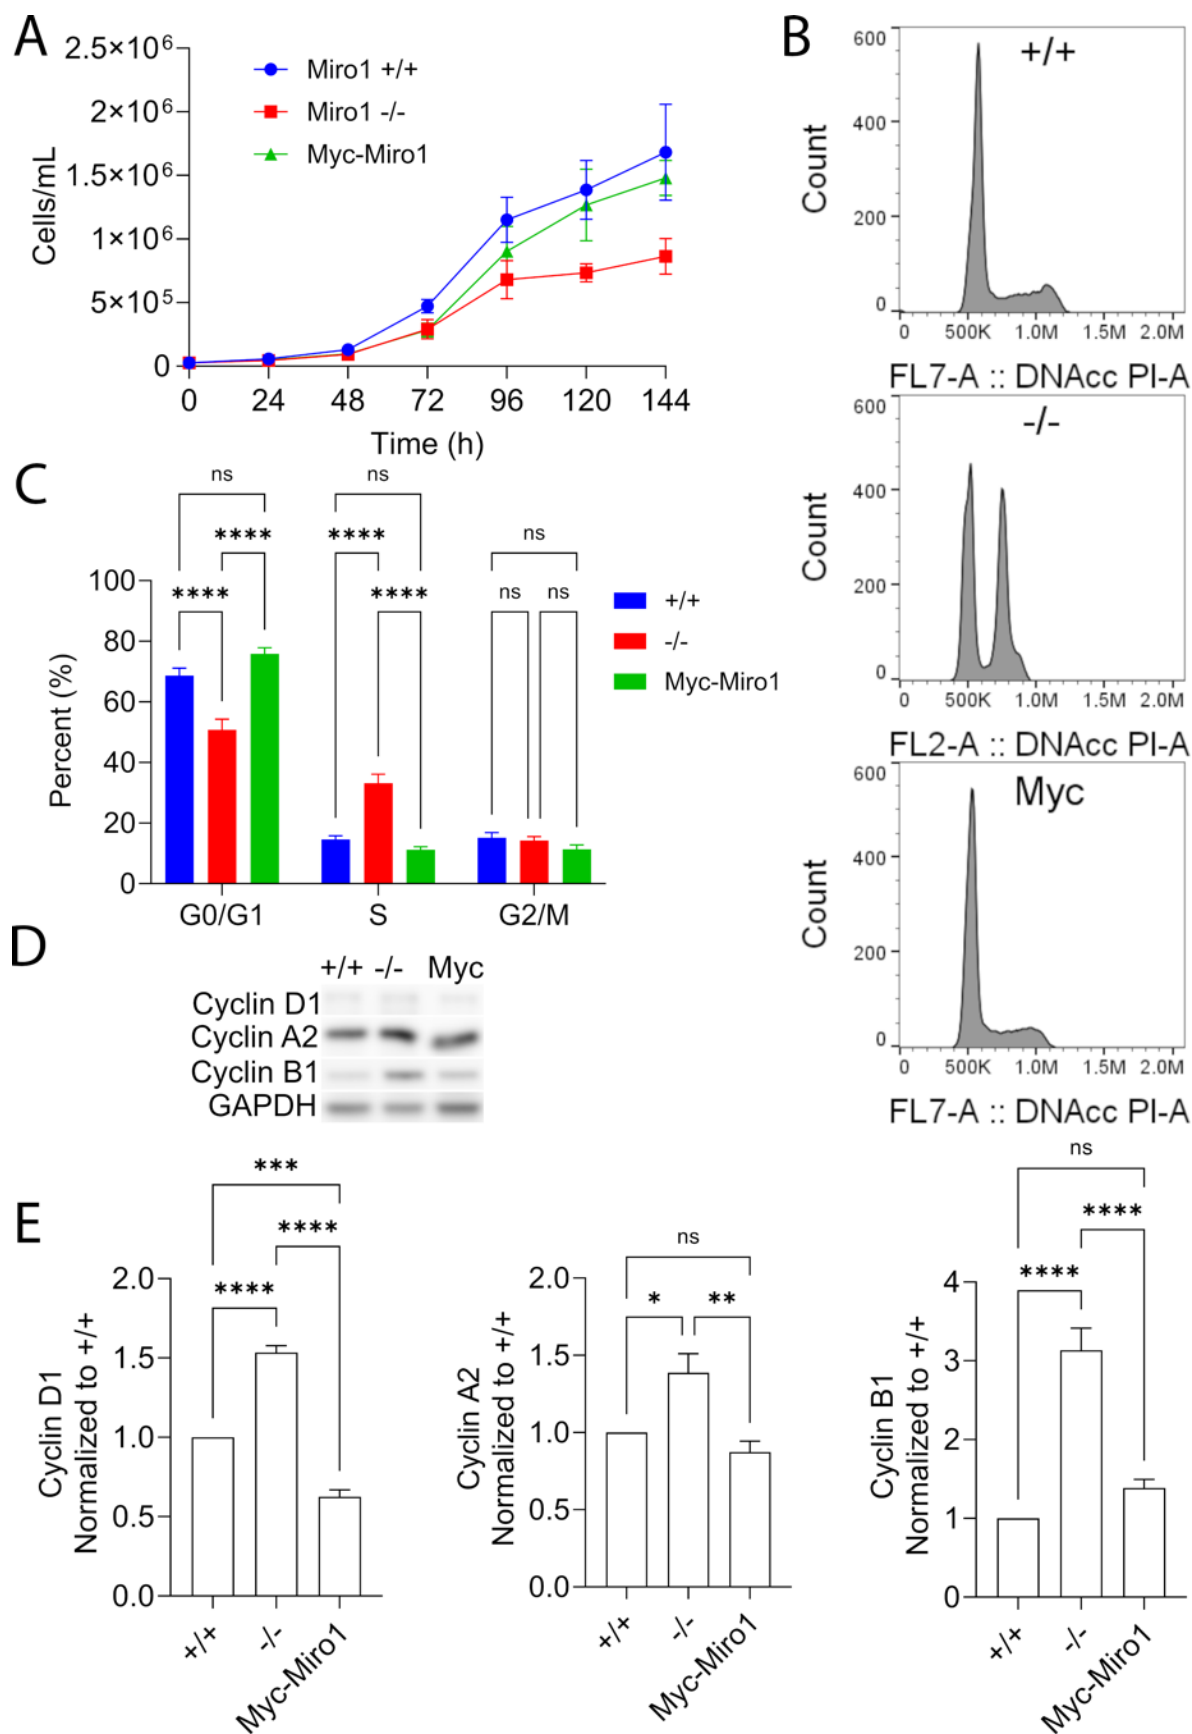 A
2.5×10⁶
2×10⁶
1.5×10⁶
1×10⁶
5×10⁵
0
Cells/mL
Miro1 +/+
Miro1 -/-
Myc-Miro1
0 24 48 72 96 120 144
Time (h)
B
+/+
600
400
200
0
Count
0 500K 1.0M 1.5M 2.0M
FL7-A :: DNAcc PI-A
-/-
600
400
200
0
Count
0 500K 1.0M 1.5M 2.0M
FL2-A :: DNAcc PI-A
Myc
600
400
200
0
Count
0 500K 1.0M 1.5M 2.0M
FL7-A :: DNAcc PI-A
C
ns ns
**** **** ns
**** **** ns ns
100
80
60
40
20
0
Percent (%)
+/+
-/-
Myc-Miro1
G0/G1 S G2/M
D
+/+ -/- Myc
Cyclin D1
Cyclin A2
Cyclin B1
GAPDH
E
***
****
****
2.0
1.5
1.0
0.5
0.0
Cyclin D1
Normalized to +/+
+/+ -/- Myc-Miro1
ns
* **
2.0
1.5
1.0
0.5
0.0
Cyclin A2
Normalized to +/+
+/+ -/- Myc-Miro1
ns
****
****
4
3
2
1
0
Cyclin B1
Normalized to +/+
+/+ -/- Myc-Miro1